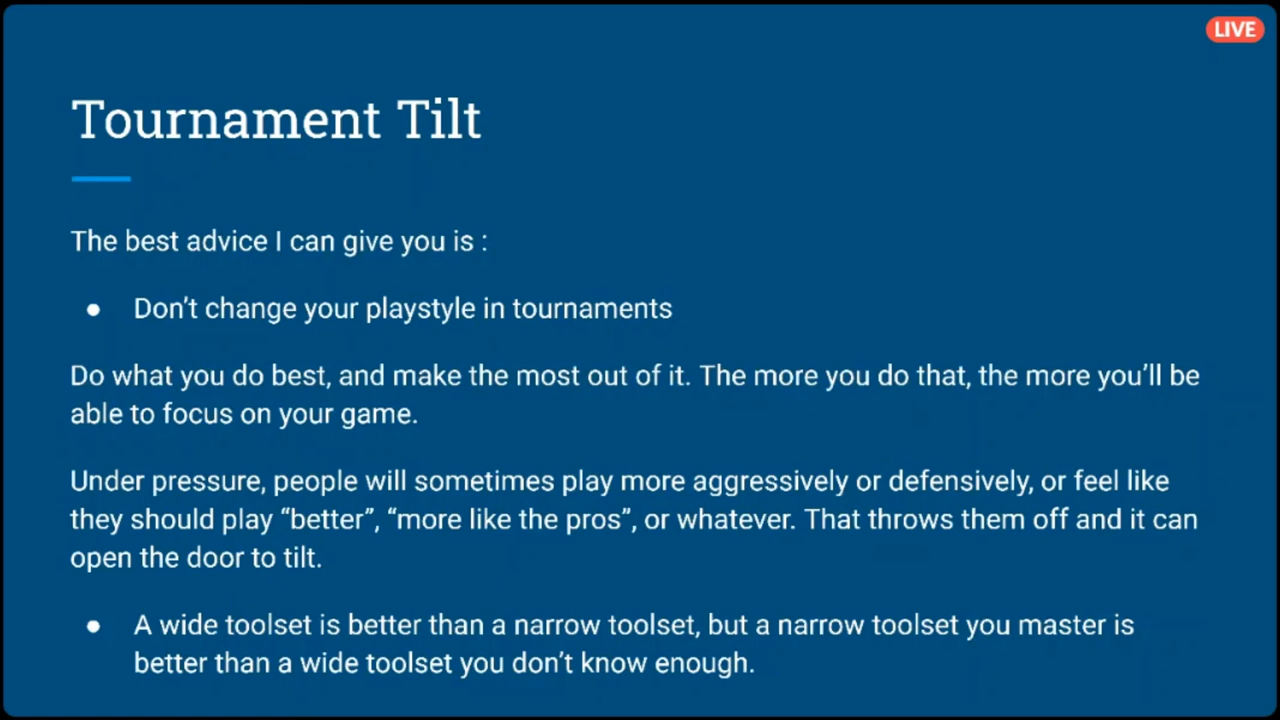 LIVE
Tournament Tilt
The best advice I can give you is :
● Don’t change your playstyle in tournaments
Do what you do best, and make the most out of it. The more you do that, the more you’ll be
able to focus on your game.
Under pressure, people will sometimes play more aggressively or defensively, or feel like
they should play “better”, “more like the pros”, or whatever. That throws them off and it can
open the door to tilt.
● A wide toolset is better than a narrow toolset, but a narrow toolset you master is
better than a wide toolset you don’t know enough.